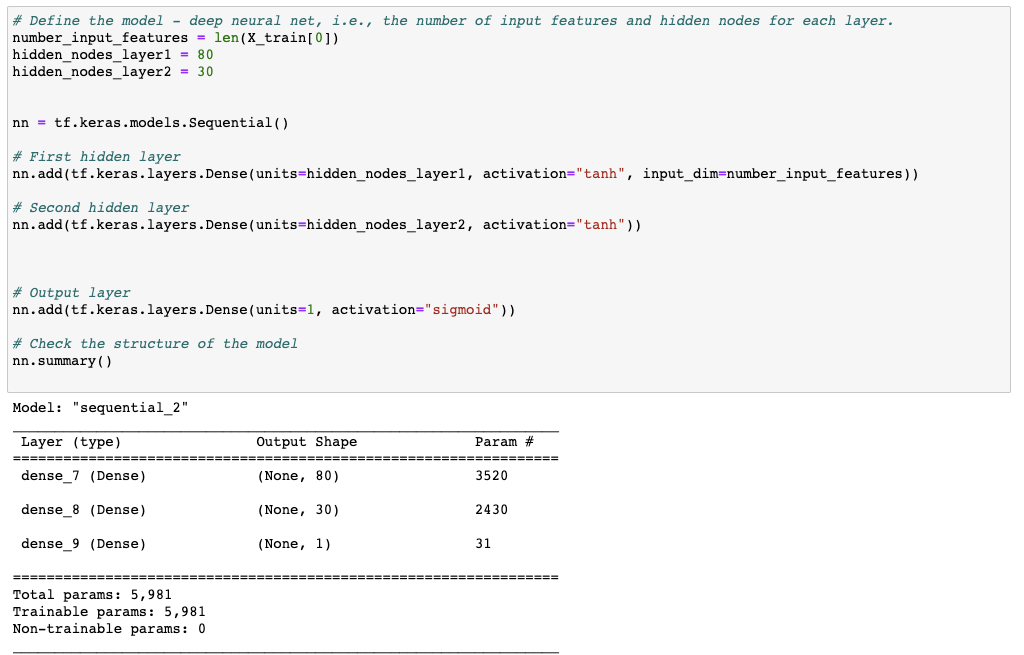 # Define the model - deep neural net, i.e., the number of input features and hidden nodes for each layer.
number_input_features = len(X_train[0])
hidden_nodes_layer1 = 80
hidden_nodes_layer2 = 30
nn = tf.keras.models.Sequential()
# First hidden layer
nn.add(tf.keras.layers.Dense(units=hidden_nodes_layer1, activation="tanh", input_dim=number_input_features))
# Second hidden layer
nn.add(tf.keras.layers.Dense(units=hidden_nodes_layer2, activation="tanh"))
# Output layer
nn.add(tf.keras.layers.Dense(units=1, activation="sigmoid"))
# Check the structure of the model
nn.summary()
Model: "sequential_2"
_________________________________________________________________
Layer (type) Output Shape Param #
=================================================================
dense_7 (Dense) (None, 80) 3520
dense_8 (Dense) (None, 30) 2430
dense_9 (Dense) (None, 1) 31
=================================================================
Total params: 5,981
Trainable params: 5,981
Non-trainable params: 0
_________________________________________________________________